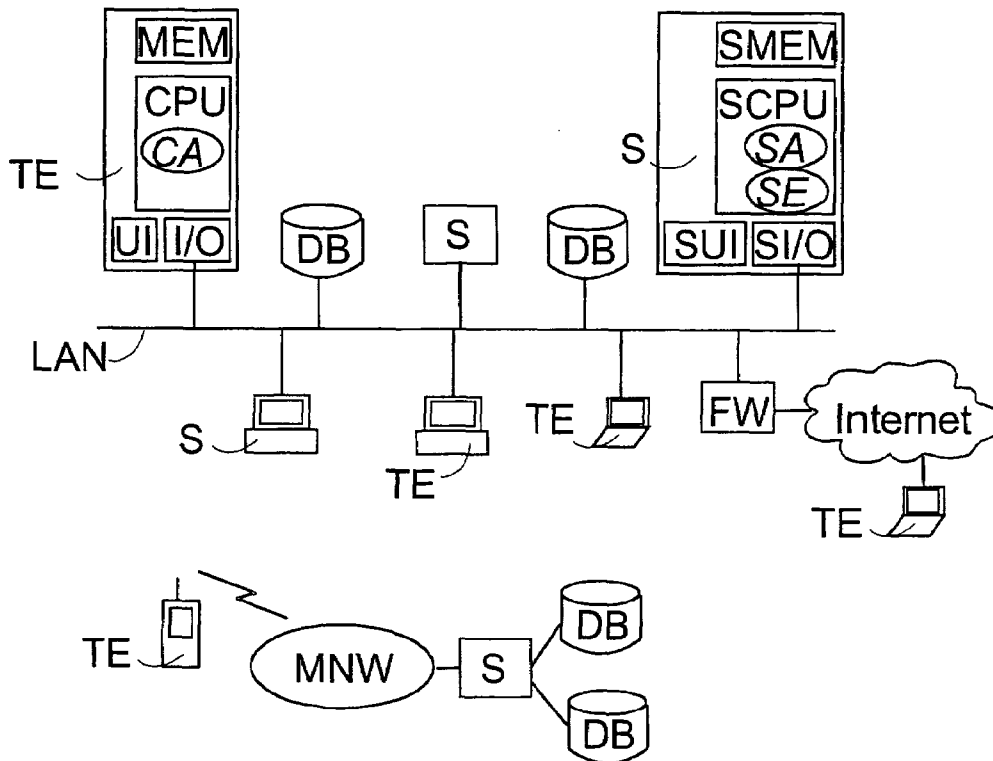 MEM
SMEM
CPU
SCPU
CA
SA
TE
S
SE
UI
I/O
DB
S
DB
SUI
SI/O
LAN
S
TE
TE
FW
Internet
TE
TE
MNW
S
DB
DB